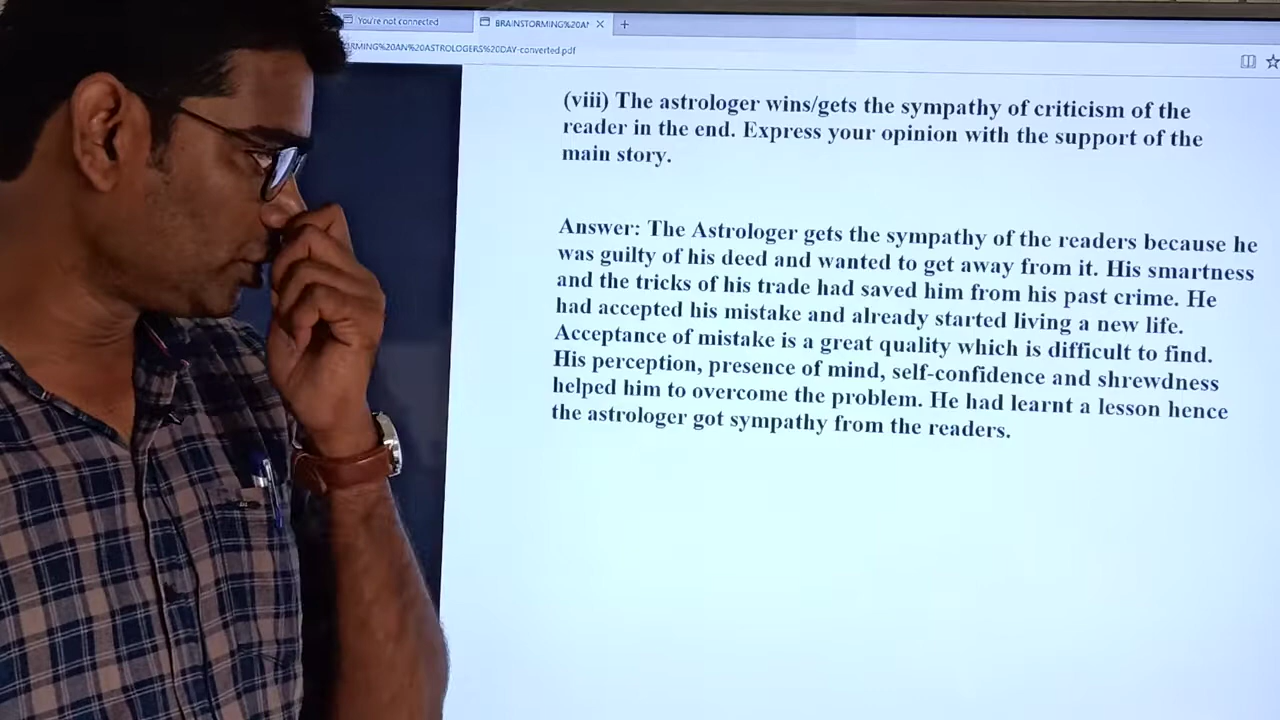 You're not connected
BRAINSTORMING%20AN
RMING%20AN%20ASTROLOGERS%20DAY-converted.pdf
(viii) The astrologer wins/gets the sympathy of criticism of the
reader in the end. Express your opinion with the support of the
main story.
Answer: The Astrologer gets the sympathy of the readers because he
was guilty of his deed and wanted to get away from it. His smartness
and the tricks of his trade had saved him from his past crime. He
had accepted his mistake and already started living a new life.
Acceptance of mistake is a great quality which is difficult to find.
His perception, presence of mind, self-confidence and shrewdness
helped him to overcome the problem. He had learnt a lesson hence
the astrologer got sympathy from the readers.